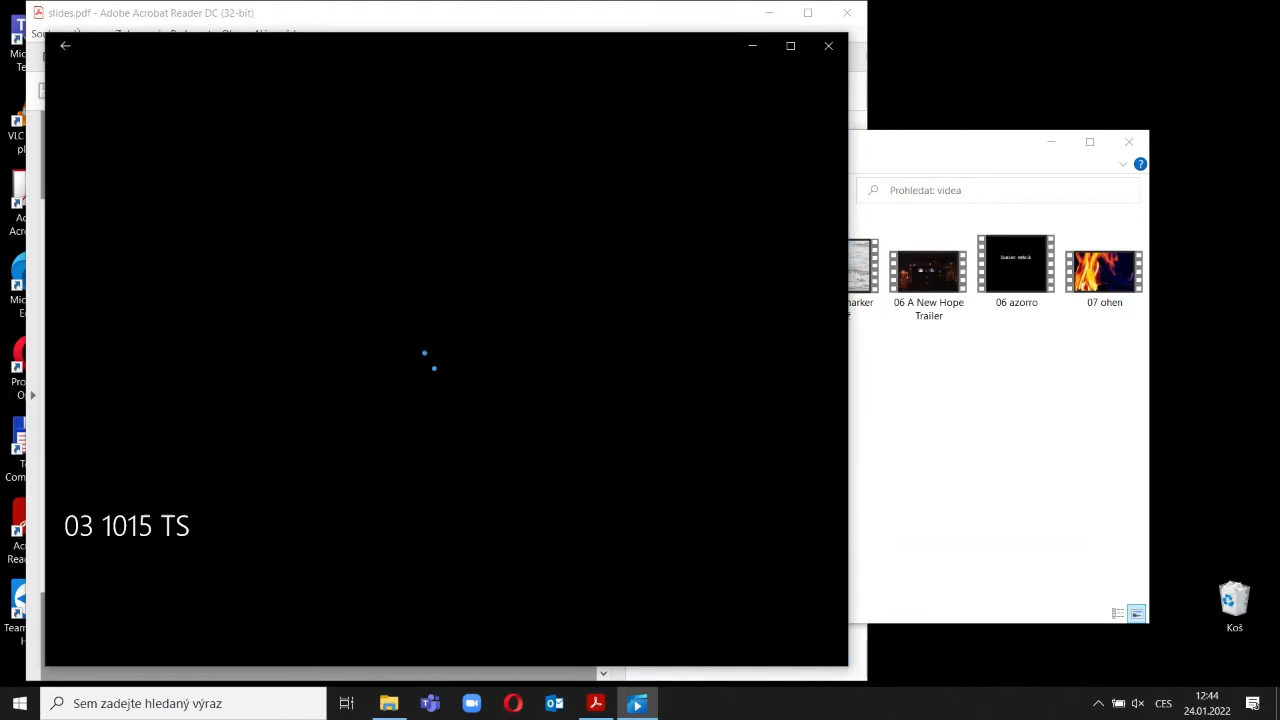 slides.pdf - Adobe Acrobat Reader DC (32-bit)
Prohledat: videa
06 A New Hope
Trailer
06 azorro
07 ohen
03 1015 TS
Koš
Sem zadejte hledaný výraz
CES
12:44
24.01.2022